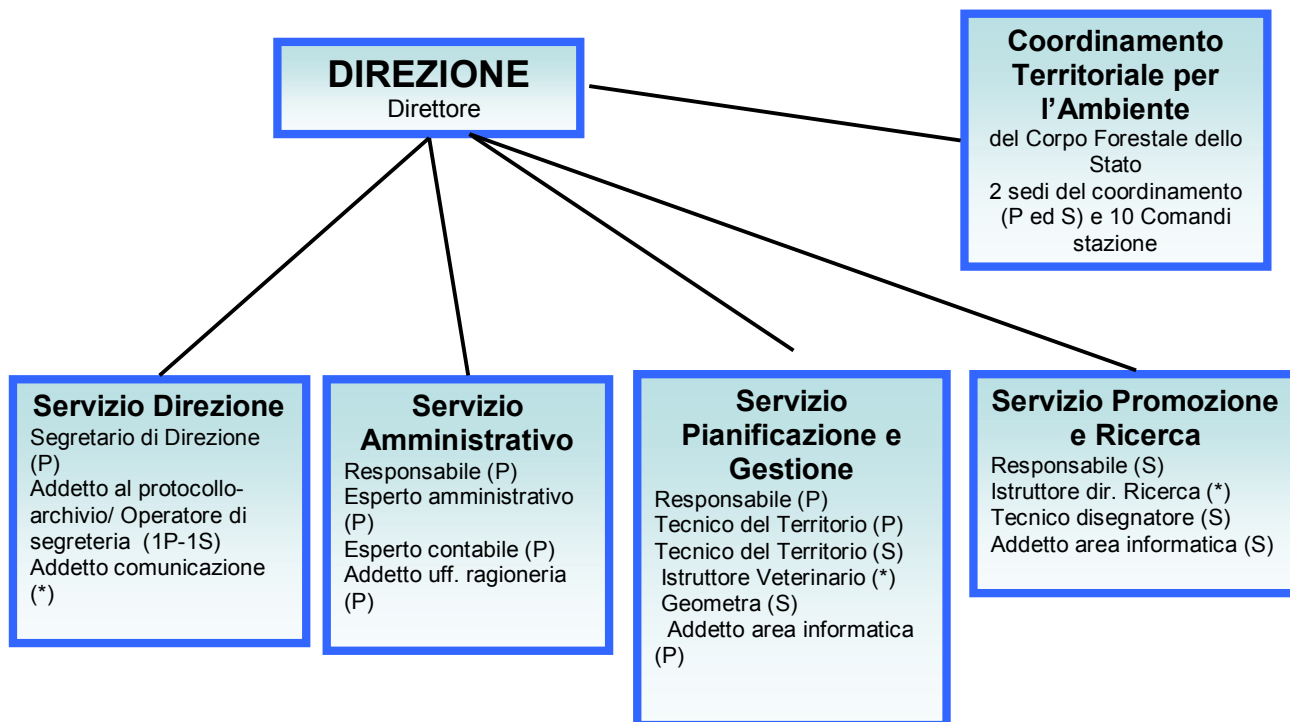 DIREZIONE
Direttore
Coordinamento
Territoriale per
l’Ambiente
del Corpo Forestale dello
Stato
2 sedi del coordinamento
(P ed S) e 10 Comandi
stazione
Servizio Direzione
Segretario di Direzione
(P)
Addetto al protocollo-
archivio/ Operatore di
segreteria (1P-1S)
Addetto comunicazione
(*)
Servizio
Amministrativo
Responsabile (P)
Esperto amministrativo
(P)
Esperto contabile (P)
Addetto uff. ragioneria
(P)
Servizio
Pianificazione e
Gestione
Responsabile (P)
Tecnico del Territorio (P)
Tecnico del Territorio (S)
Istruttore Veterinario (*)
Geometra (S)
Addetto area informatica
(P)
Servizio Promozione
e Ricerca
Responsabile (S)
Istruttore dir. Ricerca (*)
Tecnico disegnatore (S)
Addetto area informatica (S)